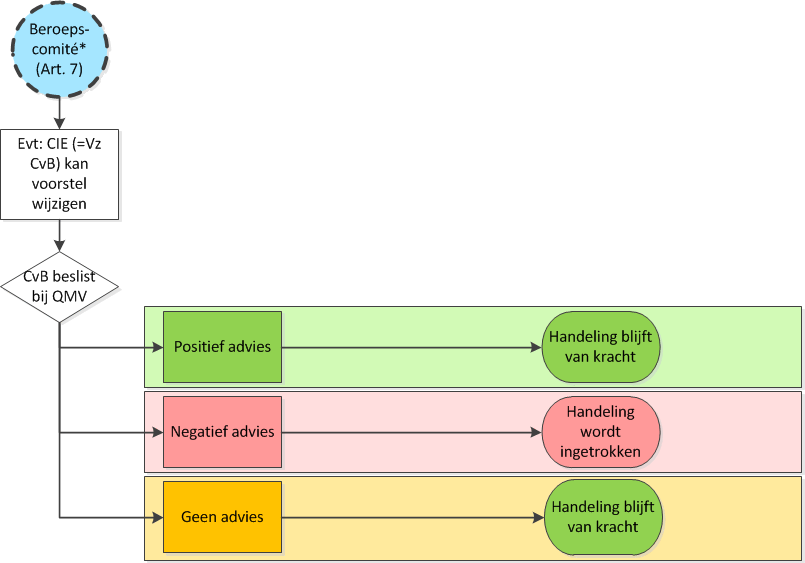 Beroeps-
comité*
(Art. 7)
Evt: CIE (=Vz
CvB) kan
voorstel
wijzigen
CvB beslist
bij QMV
Positief advies
Handeling blijft
van kracht
Negatief advies
Handeling
wordt
ingetrokken
Geen advies
Handeling blijft
van kracht